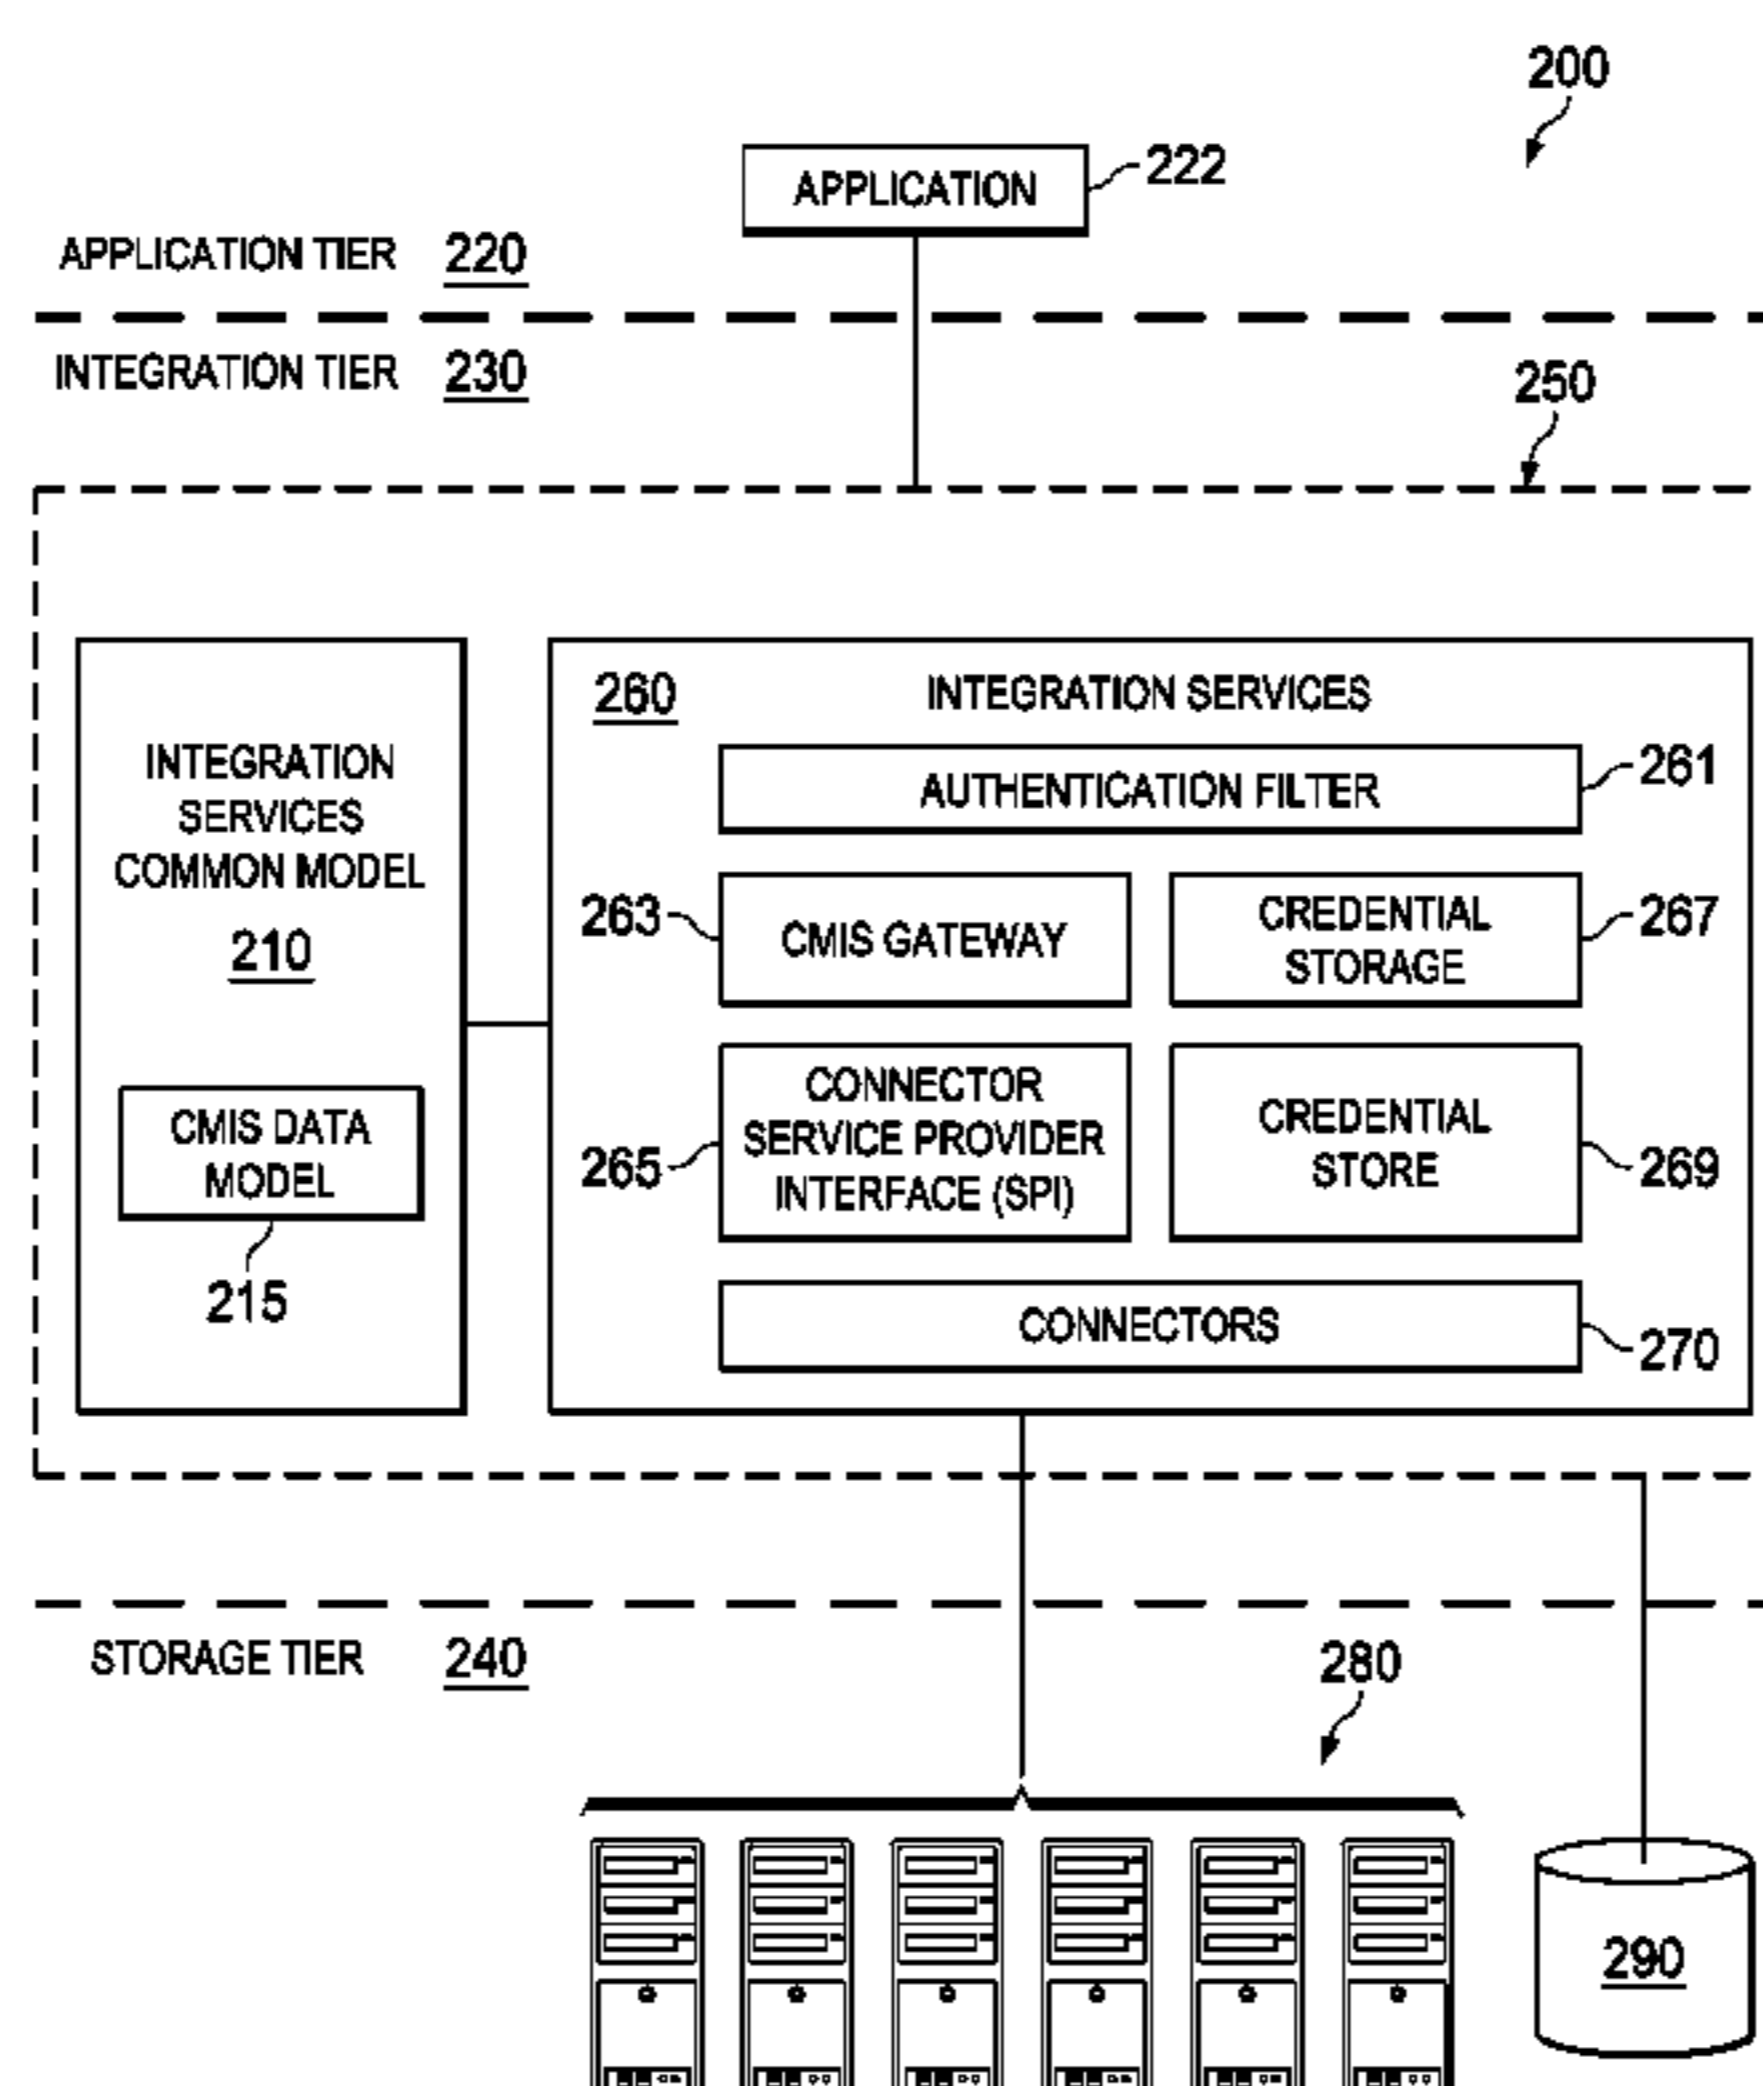 200
APPLICATION 222
APPLICATION TIER 220
INTEGRATION TIER 230
250
260 INTEGRATION SERVICES
INTEGRATION
SERVICES
COMMON MODEL
210
CMIS DATA
MODEL
215
AUTHENTICATION FILTER 261
263 CMIS GATEWAY
CREDENTIAL
STORAGE
267
265
CONNECTOR
SERVICE PROVIDER
INTERFACE (SPI)
CREDENTIAL
STORE
269
CONNECTORS 270
STORAGE TIER 240
280
290